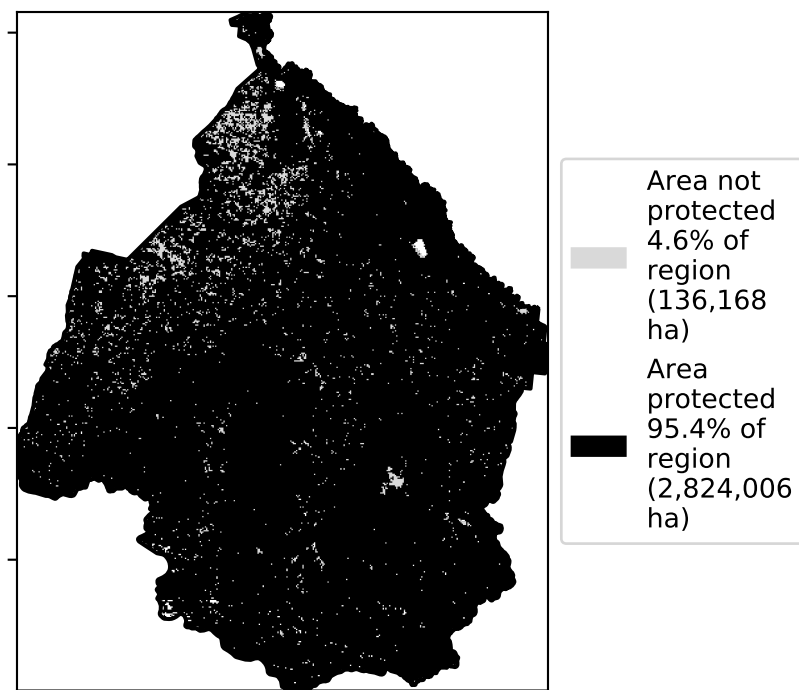 Area not
protected
4.6% of
region
(136,168
ha)
Area
protected
95.4% of
region
(2,824,006
ha)